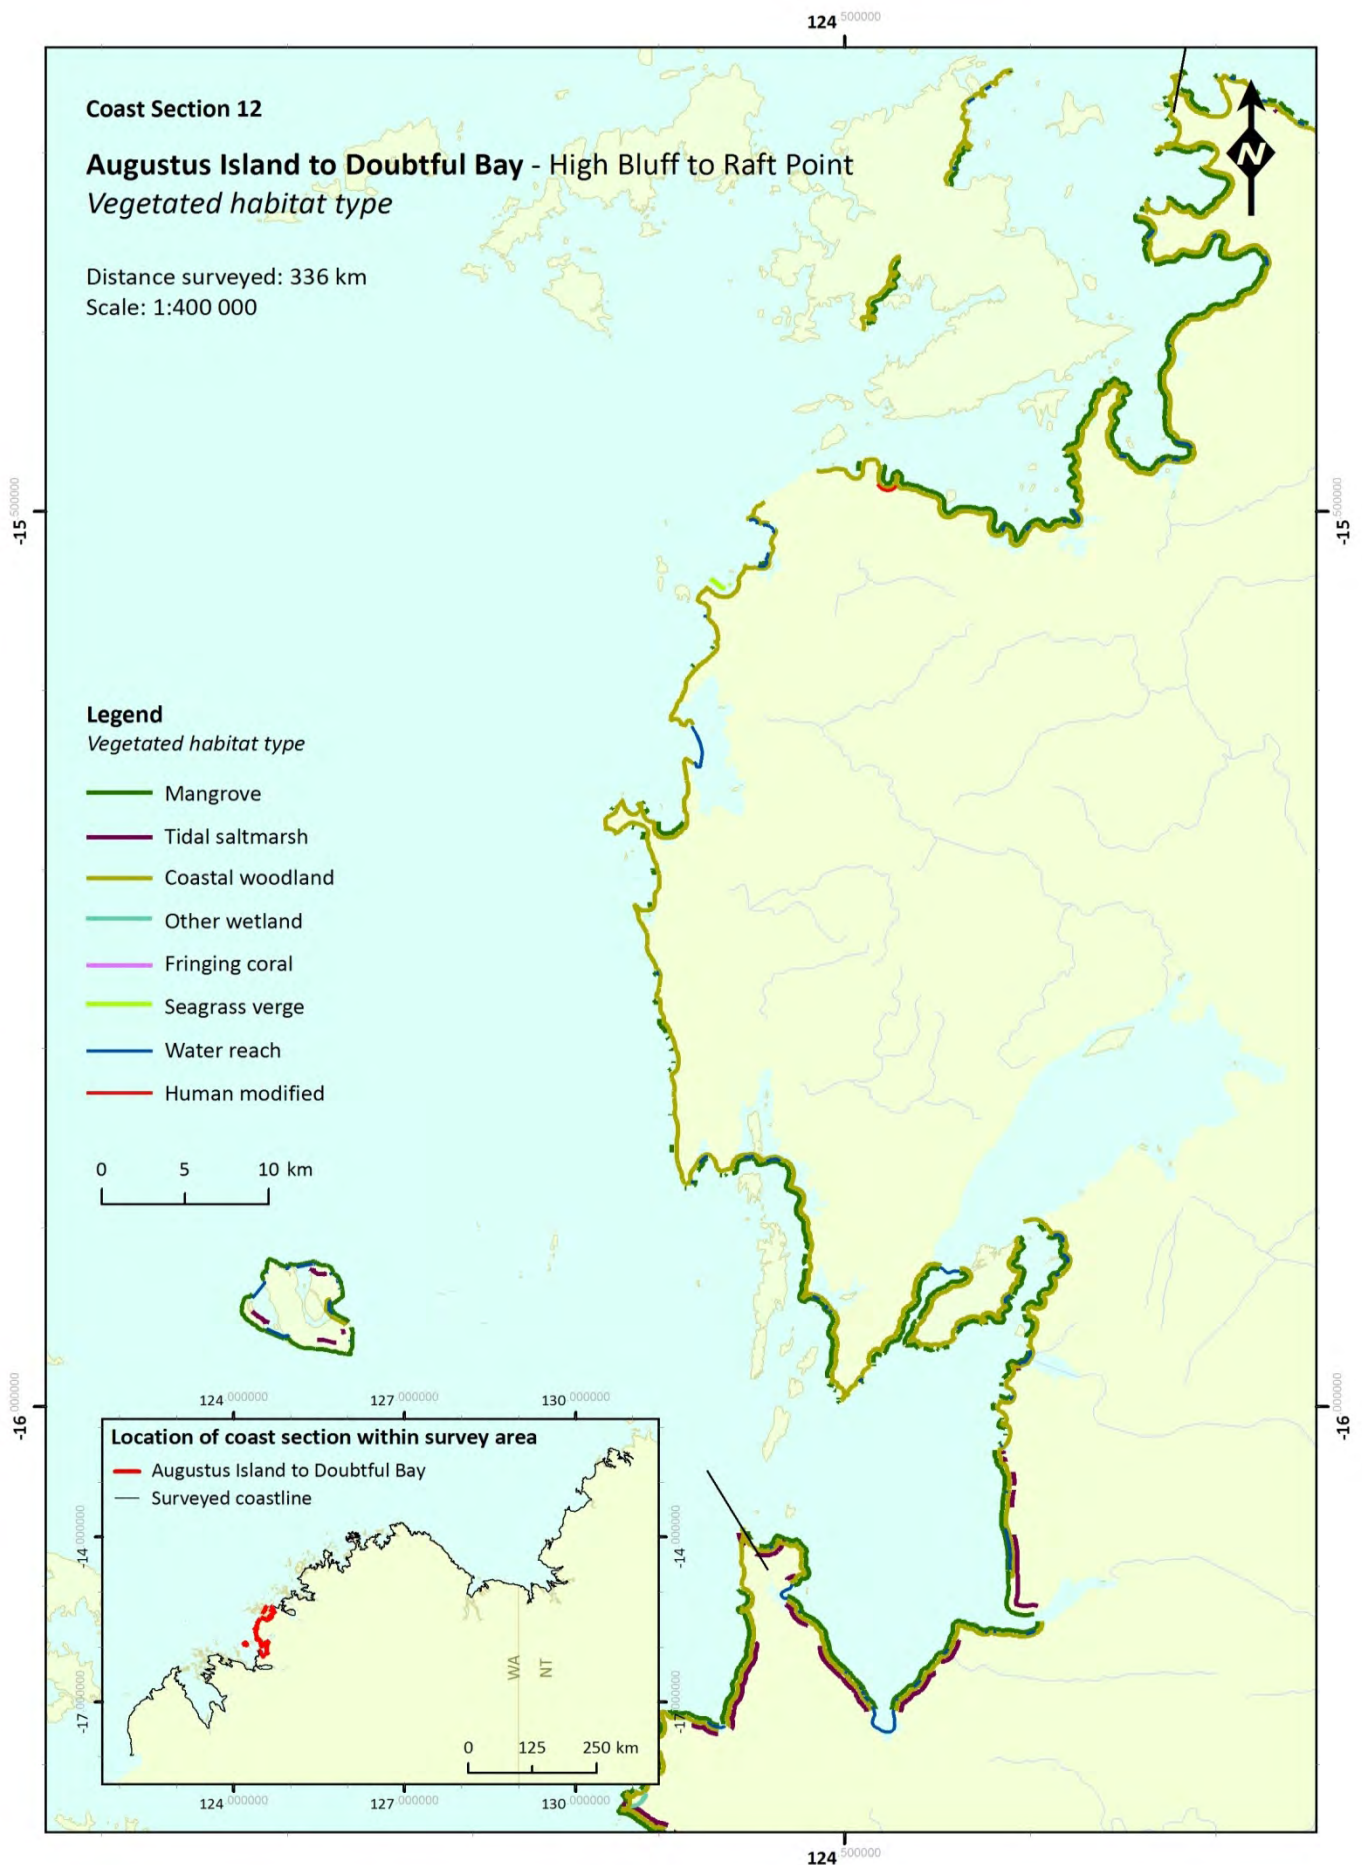 124.500000
Coast Section 12
Augustus Island to Doubtful Bay - High Bluff to Raft Point
Vegetated habitat type
Distance surveyed: 336 km
Scale: 1:400 000
N
-15.500000
-15.500000
Legend
Vegetated habitat type
Mangrove
Tidal saltmarsh
Coastal woodland
Other wetland
Fringing coral
Seagrass verge
Water reach
Human modified
0 5 10 km
-16.000000
-16.000000
124.000000 127.000000 130.000000
Location of coast section within survey area
Augustus Island to Doubtful Bay
Surveyed coastline
-14.000000
-14.000000
WA NT
-17.000000
-17.000000
0 125 250 km
124.000000 127.000000 130.000000
124.500000